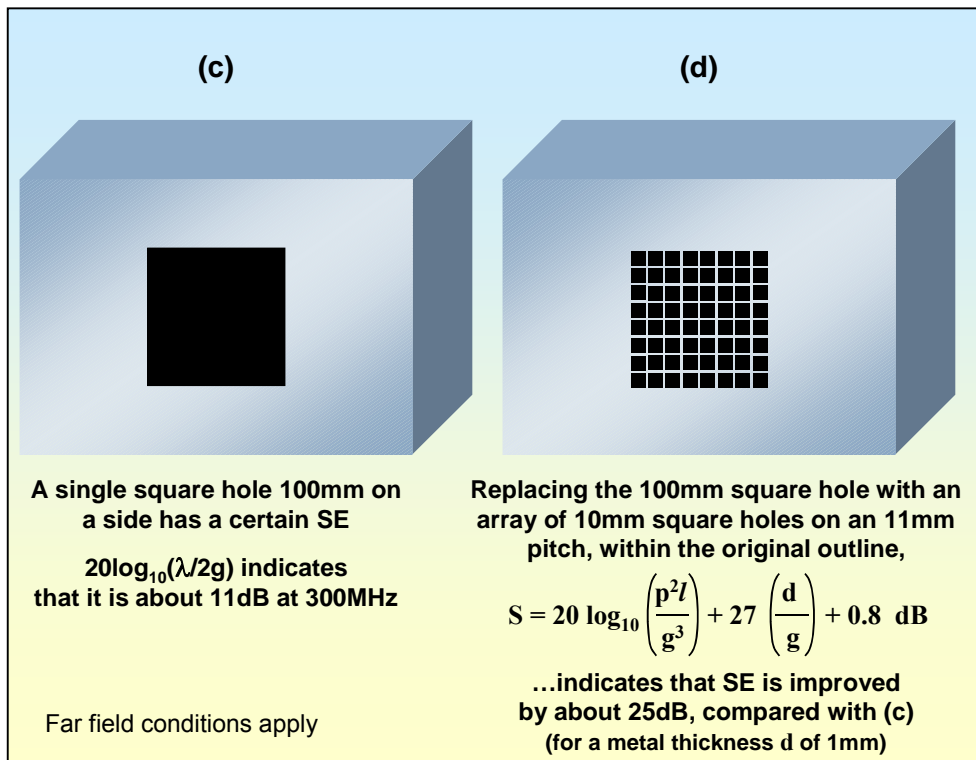 (c)
(d)
A single square hole 100mm on
a side has a certain SE
20log₁₀(λ/2g) indicates
that it is about 11dB at 300MHz
Far field conditions apply
Replacing the 100mm square hole with an
array of 10mm square holes on an 11mm
pitch, within the original outline,
S = 20 log₁₀ (p²l/g³) + 27 (d/g) + 0.8 dB
…indicates that SE is improved
by about 25dB, compared with (c)
(for a metal thickness d of 1mm)